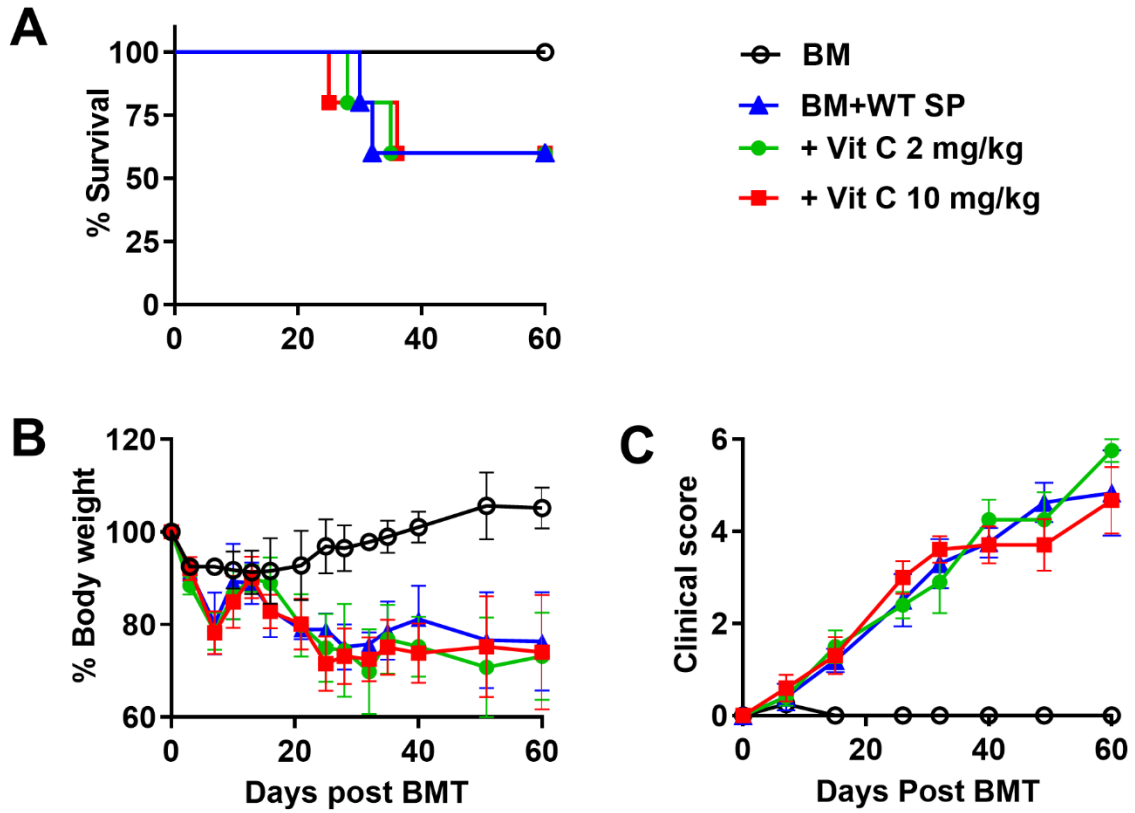 A
% Survival
100
75
50
25
0
0 20 40 60
BM
BM+WT SP
+ Vit C 2 mg/kg
+ Vit C 10 mg/kg
B
% Body weight
120
100
80
60
0 20 40 60
Days post BMT
C
Clinical score
6
4
2
0
0 20 40 60
Days Post BMT